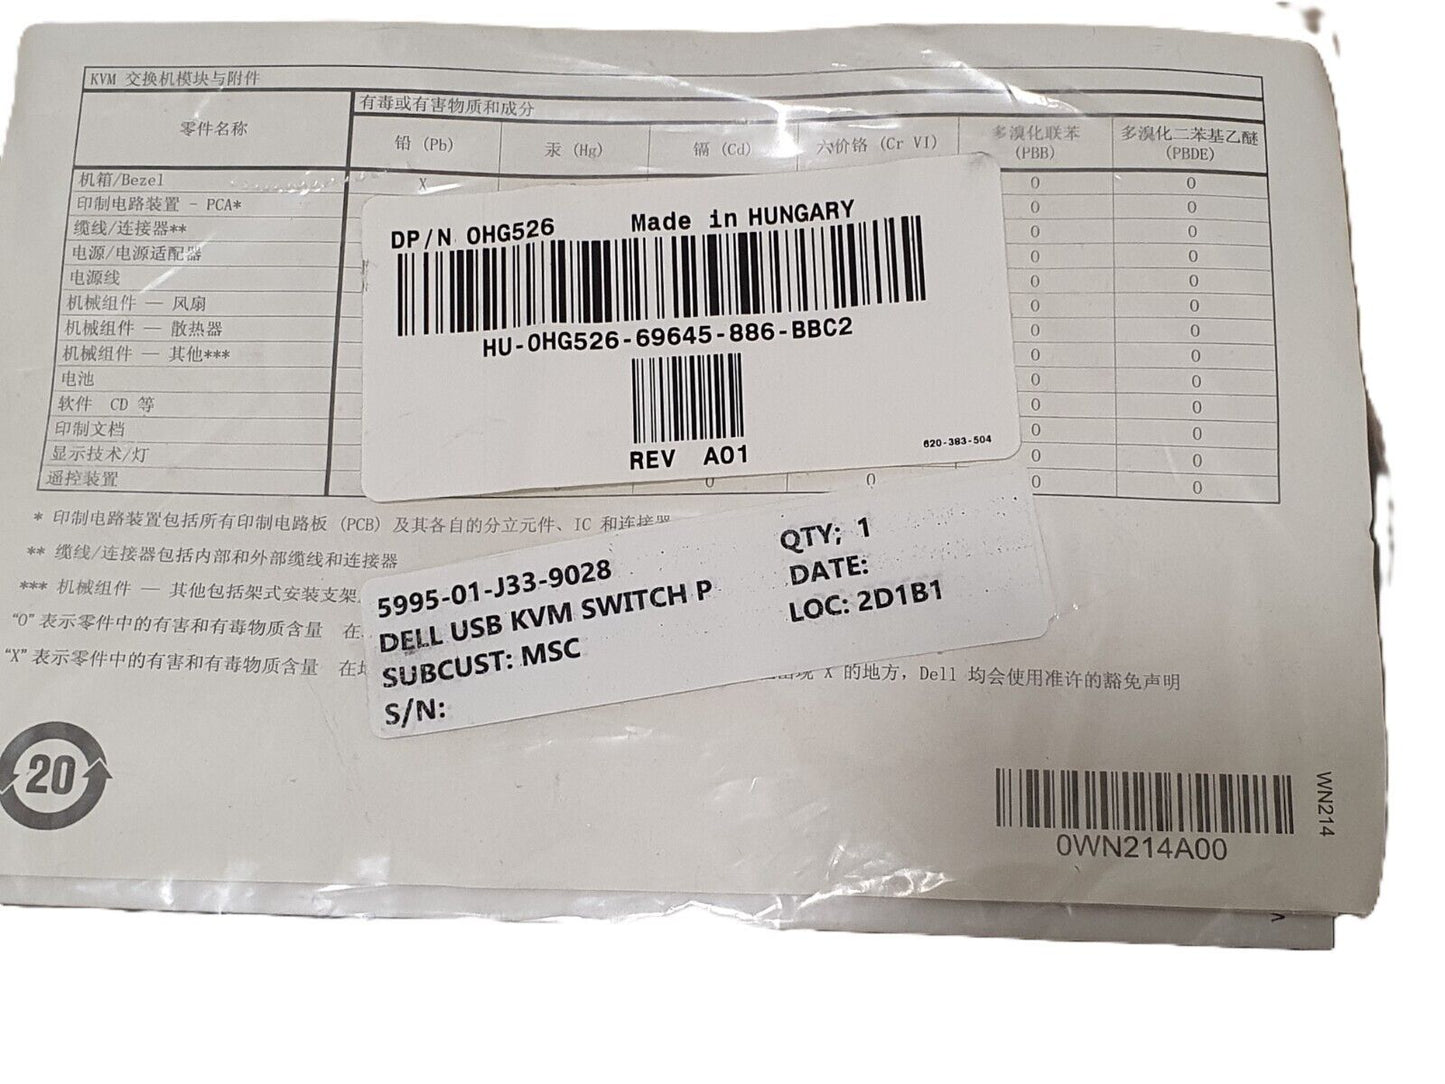 KVM 交换机模块与附件
零件名称
有毒或有害物质和成分
铅 (Pb) 汞 (Hg) 镉 (Cd) 六价铬 (Cr VI) 多溴化联苯 (PBB) 多溴化二苯基乙醚 (PBDE)
机箱/Bezel X 0 0
印制电路装置 - PCA* 0 0
缆线/连接器** 0 0
电源/电源适配器 0 0
电源线 0 0
机械组件 — 风扇 0 0
机械组件 — 散热器 0 0
机械组件 — 其他*** 0 0
电池 0 0
软件 CD 等 0 0
印制文档 0 0
显示技术/灯 0 0
遥控装置 0 0 0 0
DP/N 0HG526 Made in HUNGARY
HU-0HG526-69645-886-BBC2
REV A01
620-383-504
* 印制电路装置包括所有印制电路板 (PCB) 及其各自的分立元件、IC 和连接器
** 缆线/连接器包括内部和外部缆线和连接器
*** 机械组件 — 其他包括架式安装支架
"O" 表示零件中的有害和有毒物质含量 在
"X" 表示零件中的有害和有毒物质含量 在 X 的地方, Dell 均会使用准许的豁免声明
5995-01-J33-9028 QTY; 1
DELL USB KVM SWITCH P DATE:
SUBCUST: MSC LOC: 2D1B1
S/N:
20
WN214
0WN214A00